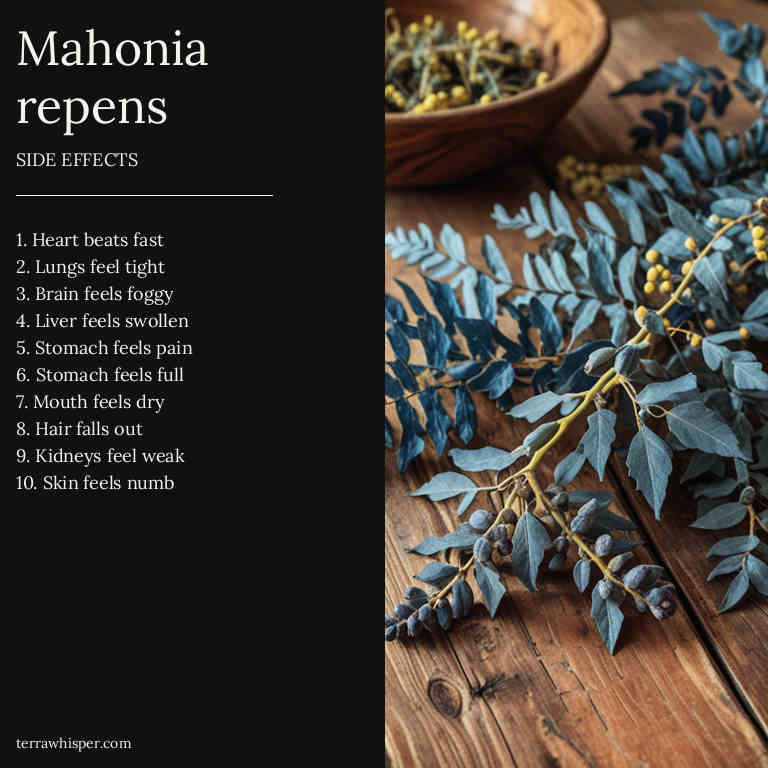 Mahonia
repens
SIDE EFFECTS
1. Heart beats fast
2. Lungs feel tight
3. Brain feels foggy
4. Liver feels swollen
5. Stomach feels pain
6. Stomach feels full
7. Mouth feels dry
8. Hair falls out
9. Kidneys feel weak
10. Skin feels numb
terrawhisper.com